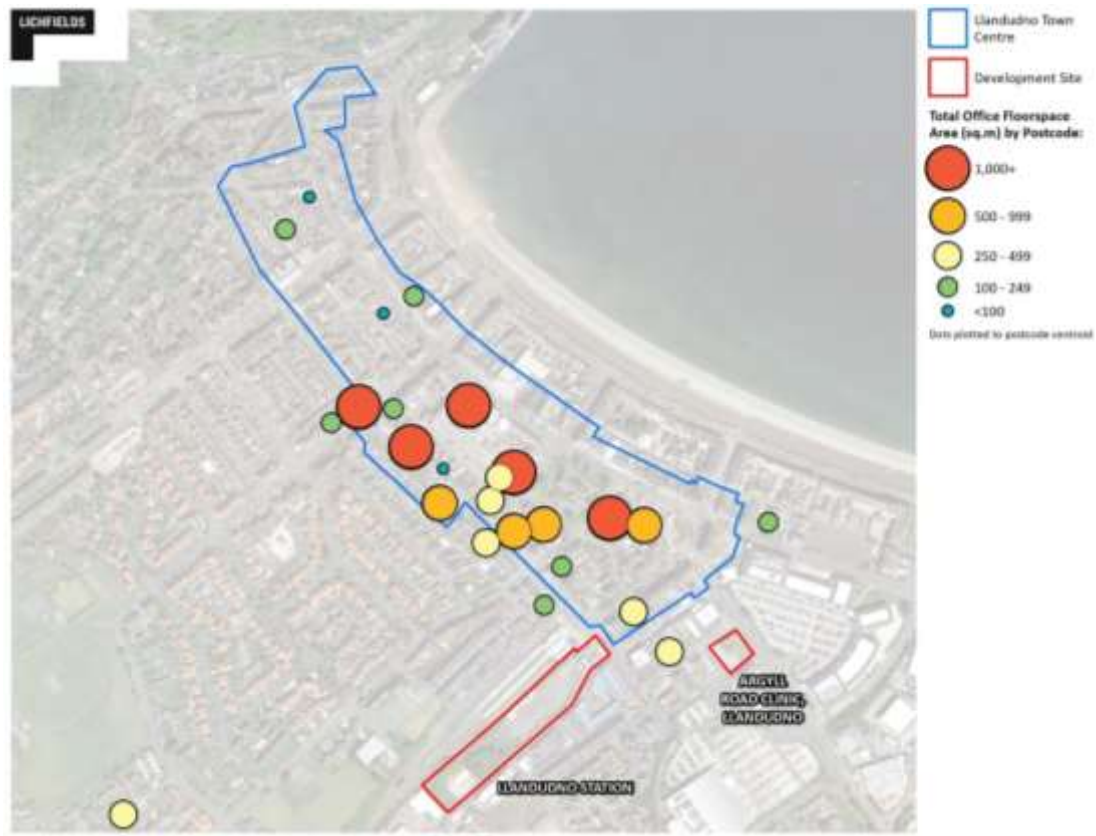 LICHFIELDS
Llandudno Town
Centre
Development Site
Total Office Floorspace
Area (sq.m) by Postcode:
1,000+
500 - 999
250 - 499
100 - 249
<100
Data plotted to postcode centroid
ARGYLL
ROAD CLINIC,
LLANDUDNO
LLANDUDNO STATION